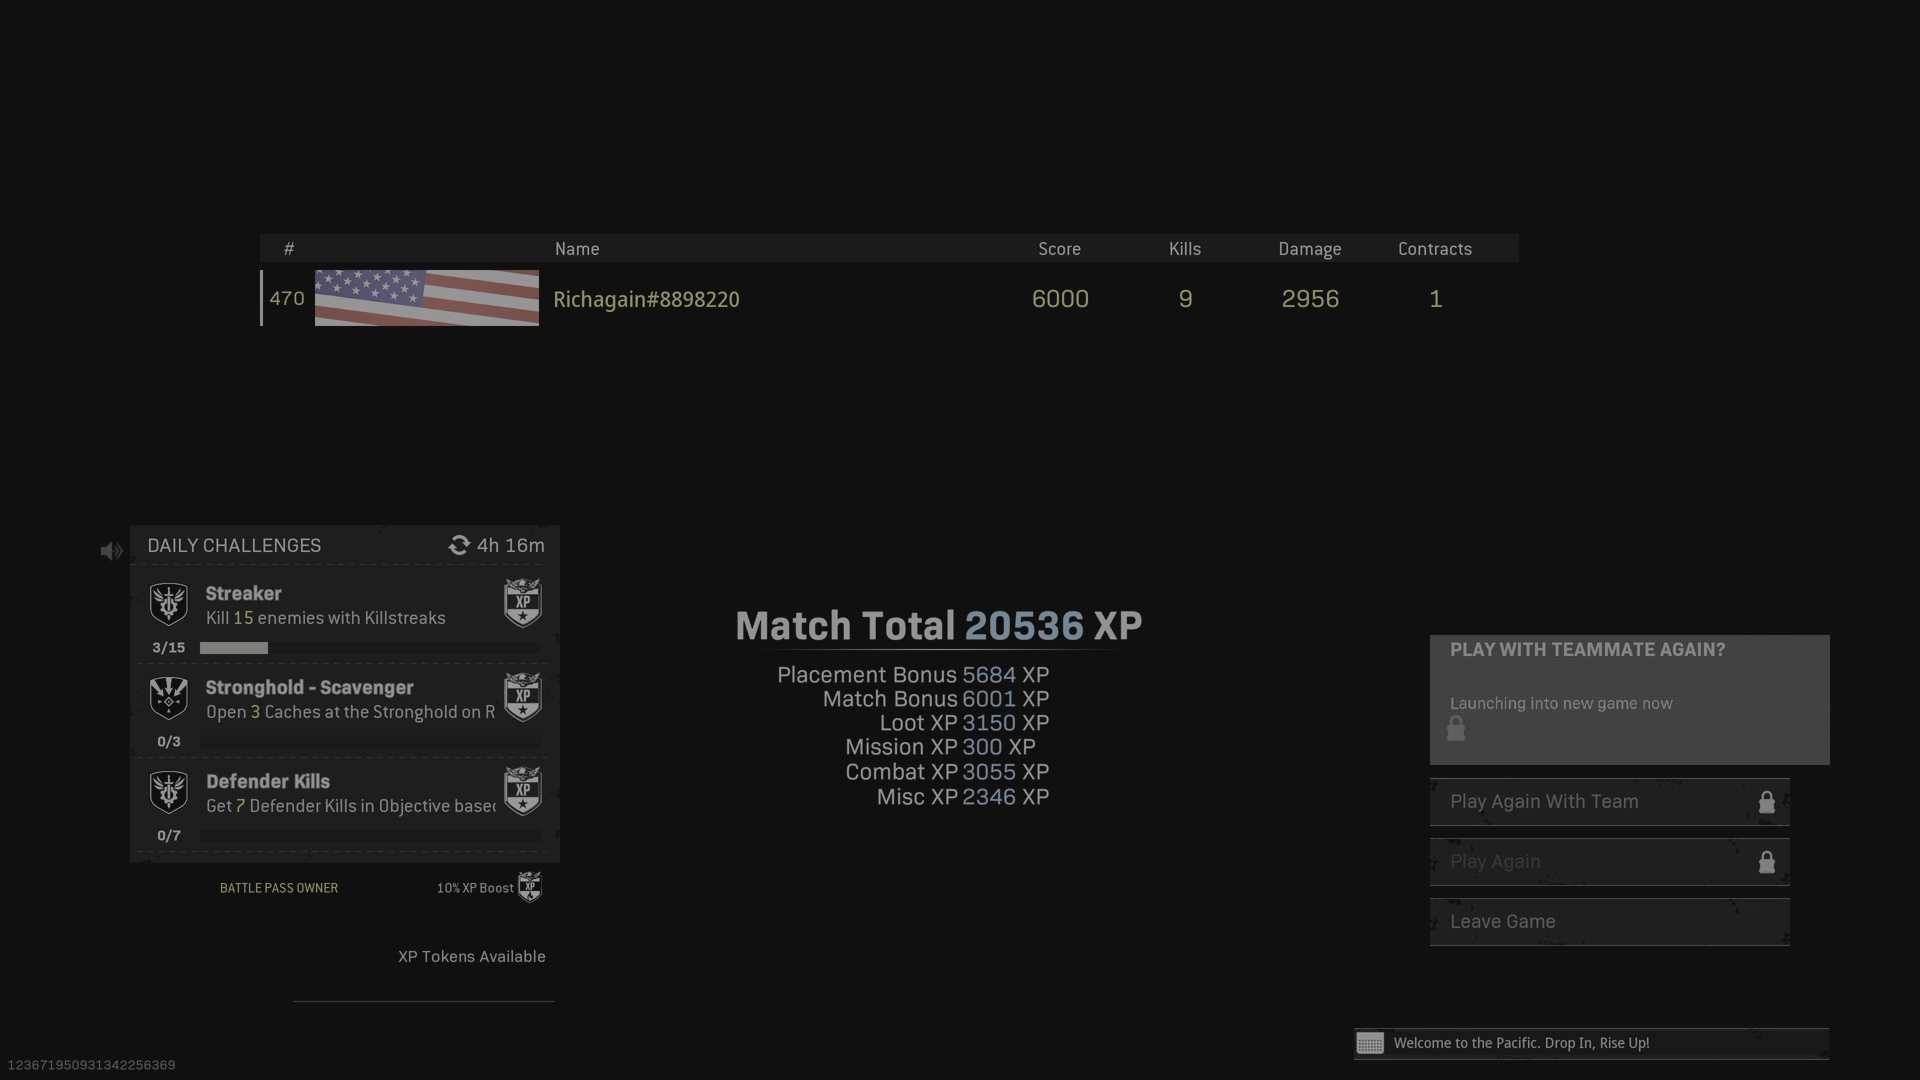 # Name Score Kills Damage Contracts
470 Richagain#8898220 6000 9 2956 1
DAILY CHALLENGES 4h 16m
Streaker
Kill 15 enemies with Killstreaks
XP
3/15
Stronghold - Scavenger
Open 3 Caches at the Stronghold on R
XP
0/3
Defender Kills
Get 7 Defender Kills in Objective based
XP
0/7
BATTLE PASS OWNER 10% XP Boost XP
XP Tokens Available
Match Total 20536 XP
Placement Bonus 5684 XP
Match Bonus 6001 XP
Loot XP 3150 XP
Mission XP 300 XP
Combat XP 3055 XP
Misc XP 2346 XP
PLAY WITH TEAMMATE AGAIN?
Launching into new game now
Play Again With Team
Play Again
Leave Game
Welcome to the Pacific. Drop In, Rise Up!
123671950931342256369